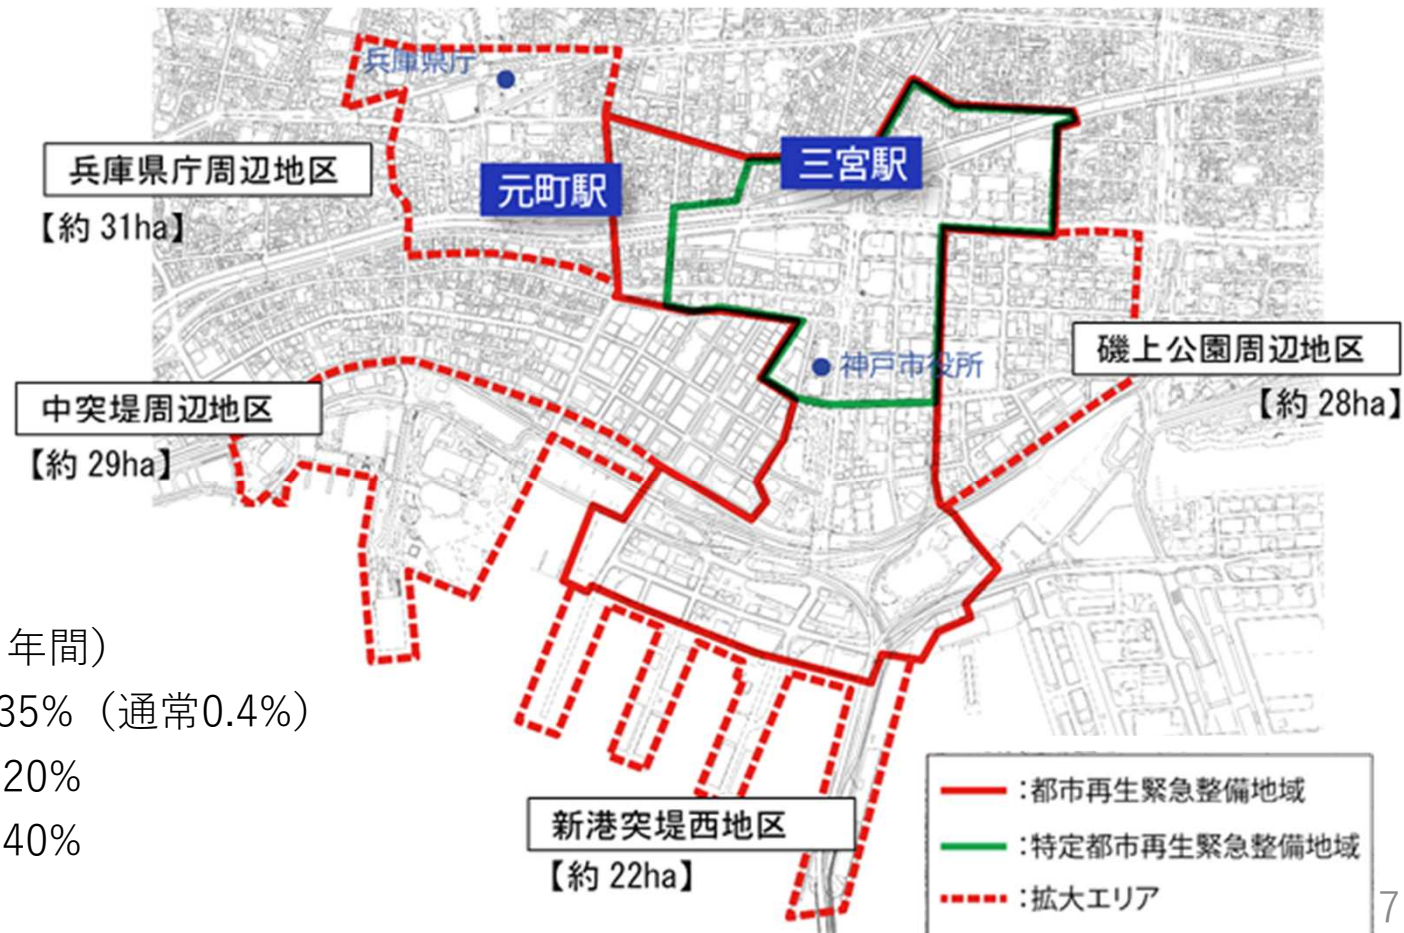 兵庫県庁
兵庫県庁周辺地区
【約 31ha】
元町駅
三宮駅
磯上公園周辺地区
【約 28ha】
神戸市役所
中突堤周辺地区
【約 29ha】
年間）
35%（通常0.4%）
20%
40%
新港突堤西地区
【約 22ha】
：都市再生緊急整備地域
：特定都市再生緊急整備地域
：拡大エリア
7